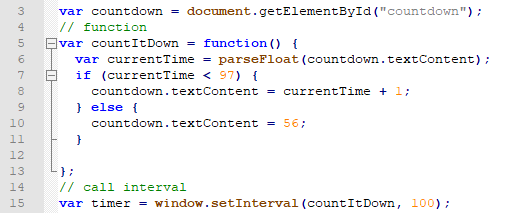 3 var countdown = document.getElementById("countdown");
4 // function
5 var countItDown = function() {
6 var currentTime = parseFloat(countdown.textContent);
7 if (currentTime < 97) {
8 countdown.textContent = currentTime + 1;
9 } else {
10 countdown.textContent = 56;
11 }
12
13 };
14 // call interval
15 var timer = window.setInterval(countItDown, 100);